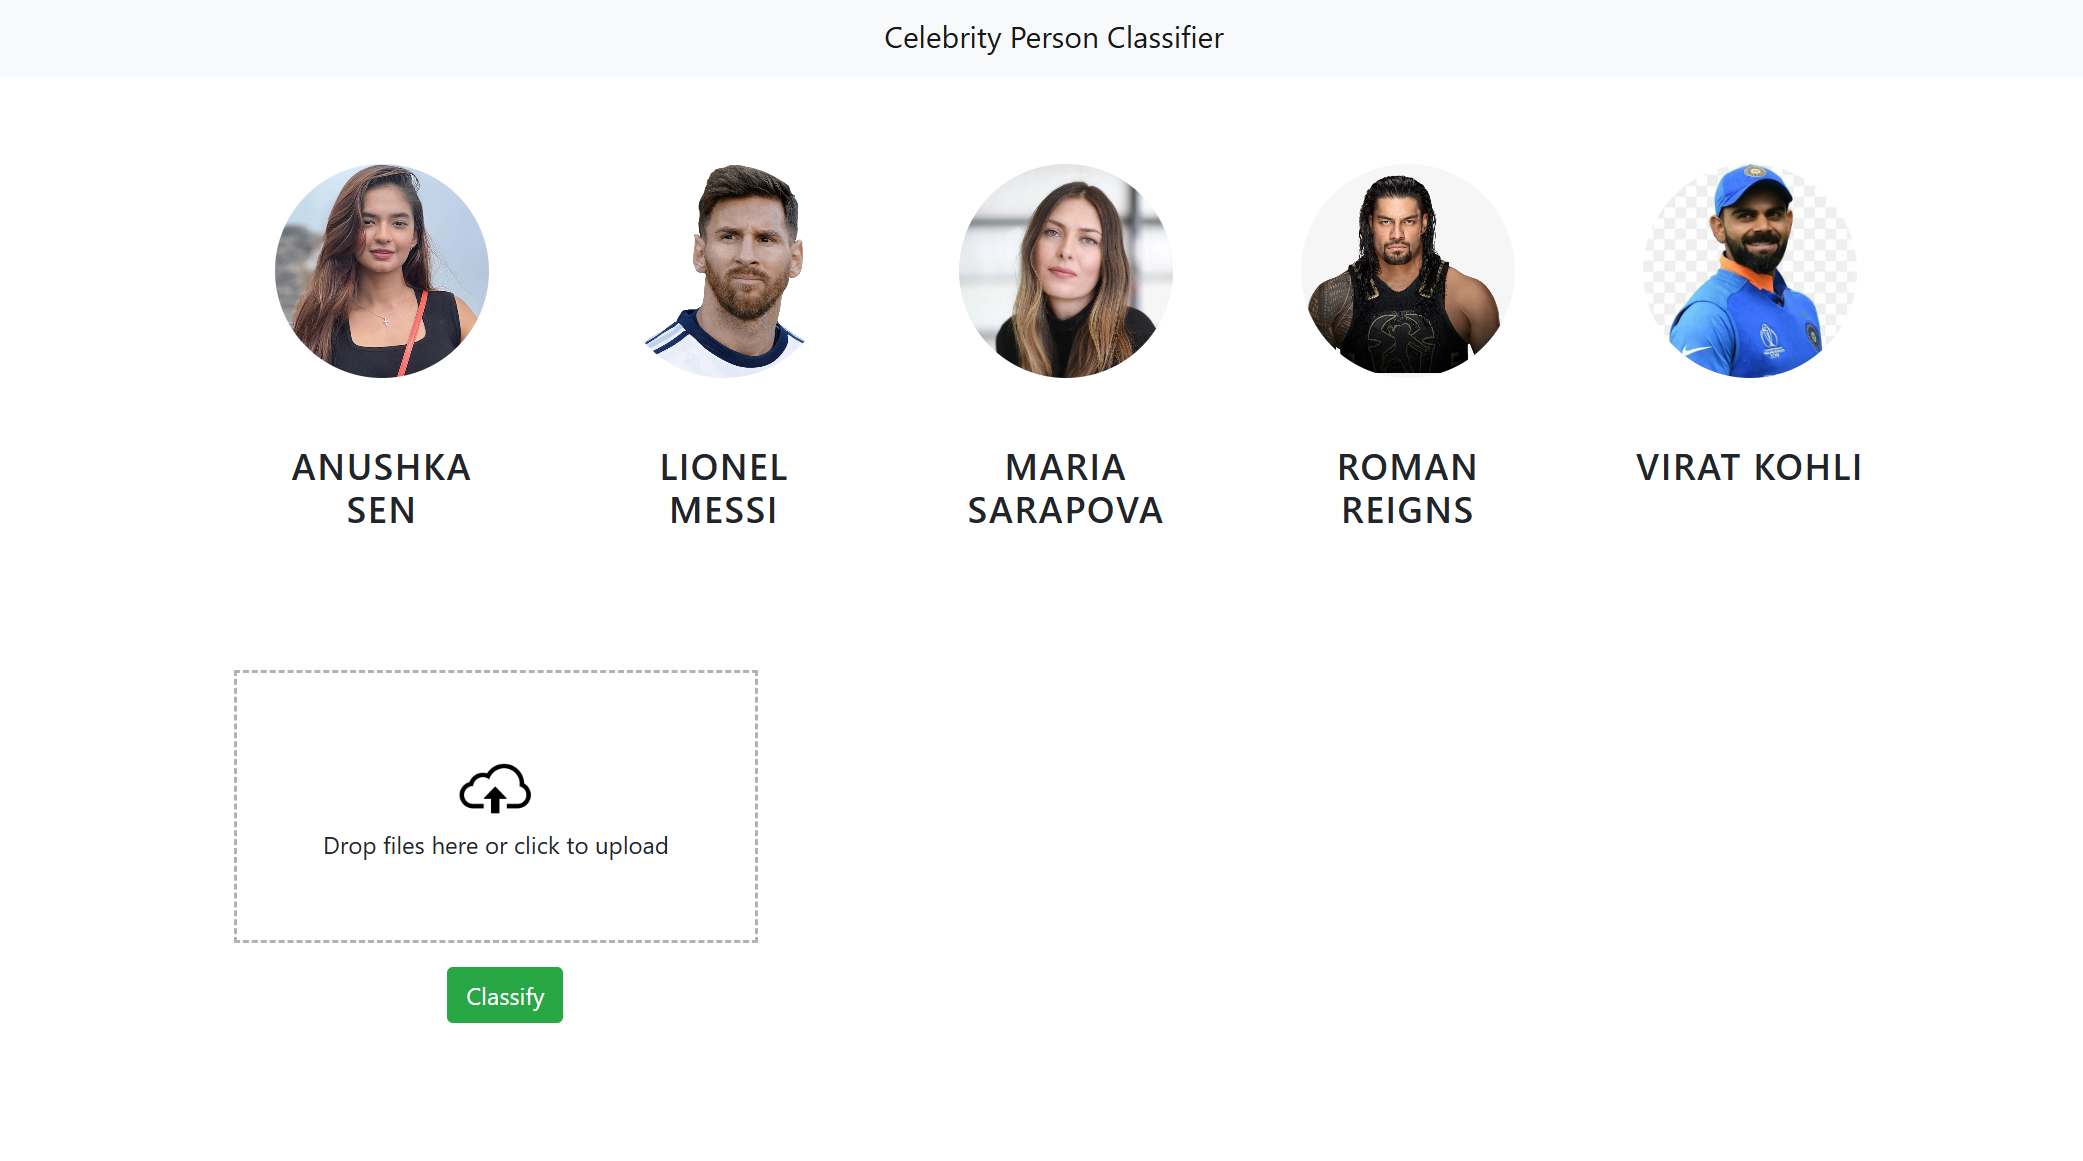 Celebrity Person Classifier
ANUSHKA
SEN
LIONEL
MESSI
MARIA
SARAPOVA
ROMAN
REIGNS
VIRAT KOHLI
Drop files here or click to upload
Classify